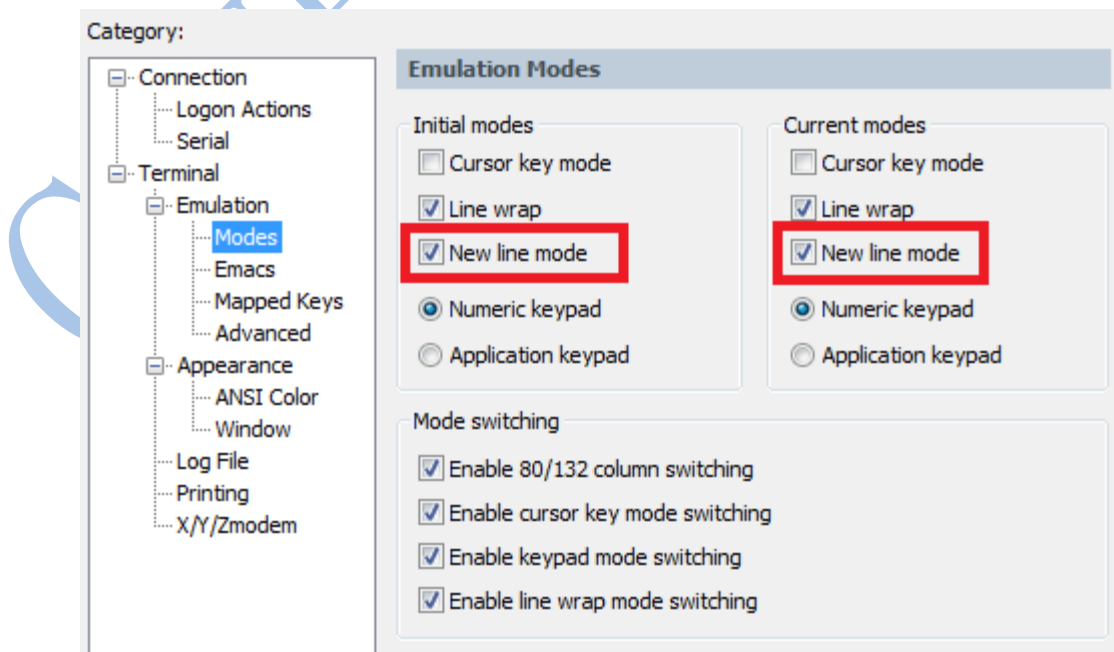 Category:
Connection
Logon Actions
Serial
Terminal
Emulation
Modes
Emacs
Mapped Keys
Advanced
Appearance
ANSI Color
Window
Log File
Printing
X/Y/Zmodem
Emulation Modes
Initial modes
Cursor key mode
Line wrap
New line mode
Numeric keypad
Application keypad
Current modes
Cursor key mode
Line wrap
New line mode
Numeric keypad
Application keypad
Mode switching
Enable 80/132 column switching
Enable cursor key mode switching
Enable keypad mode switching
Enable line wrap mode switching